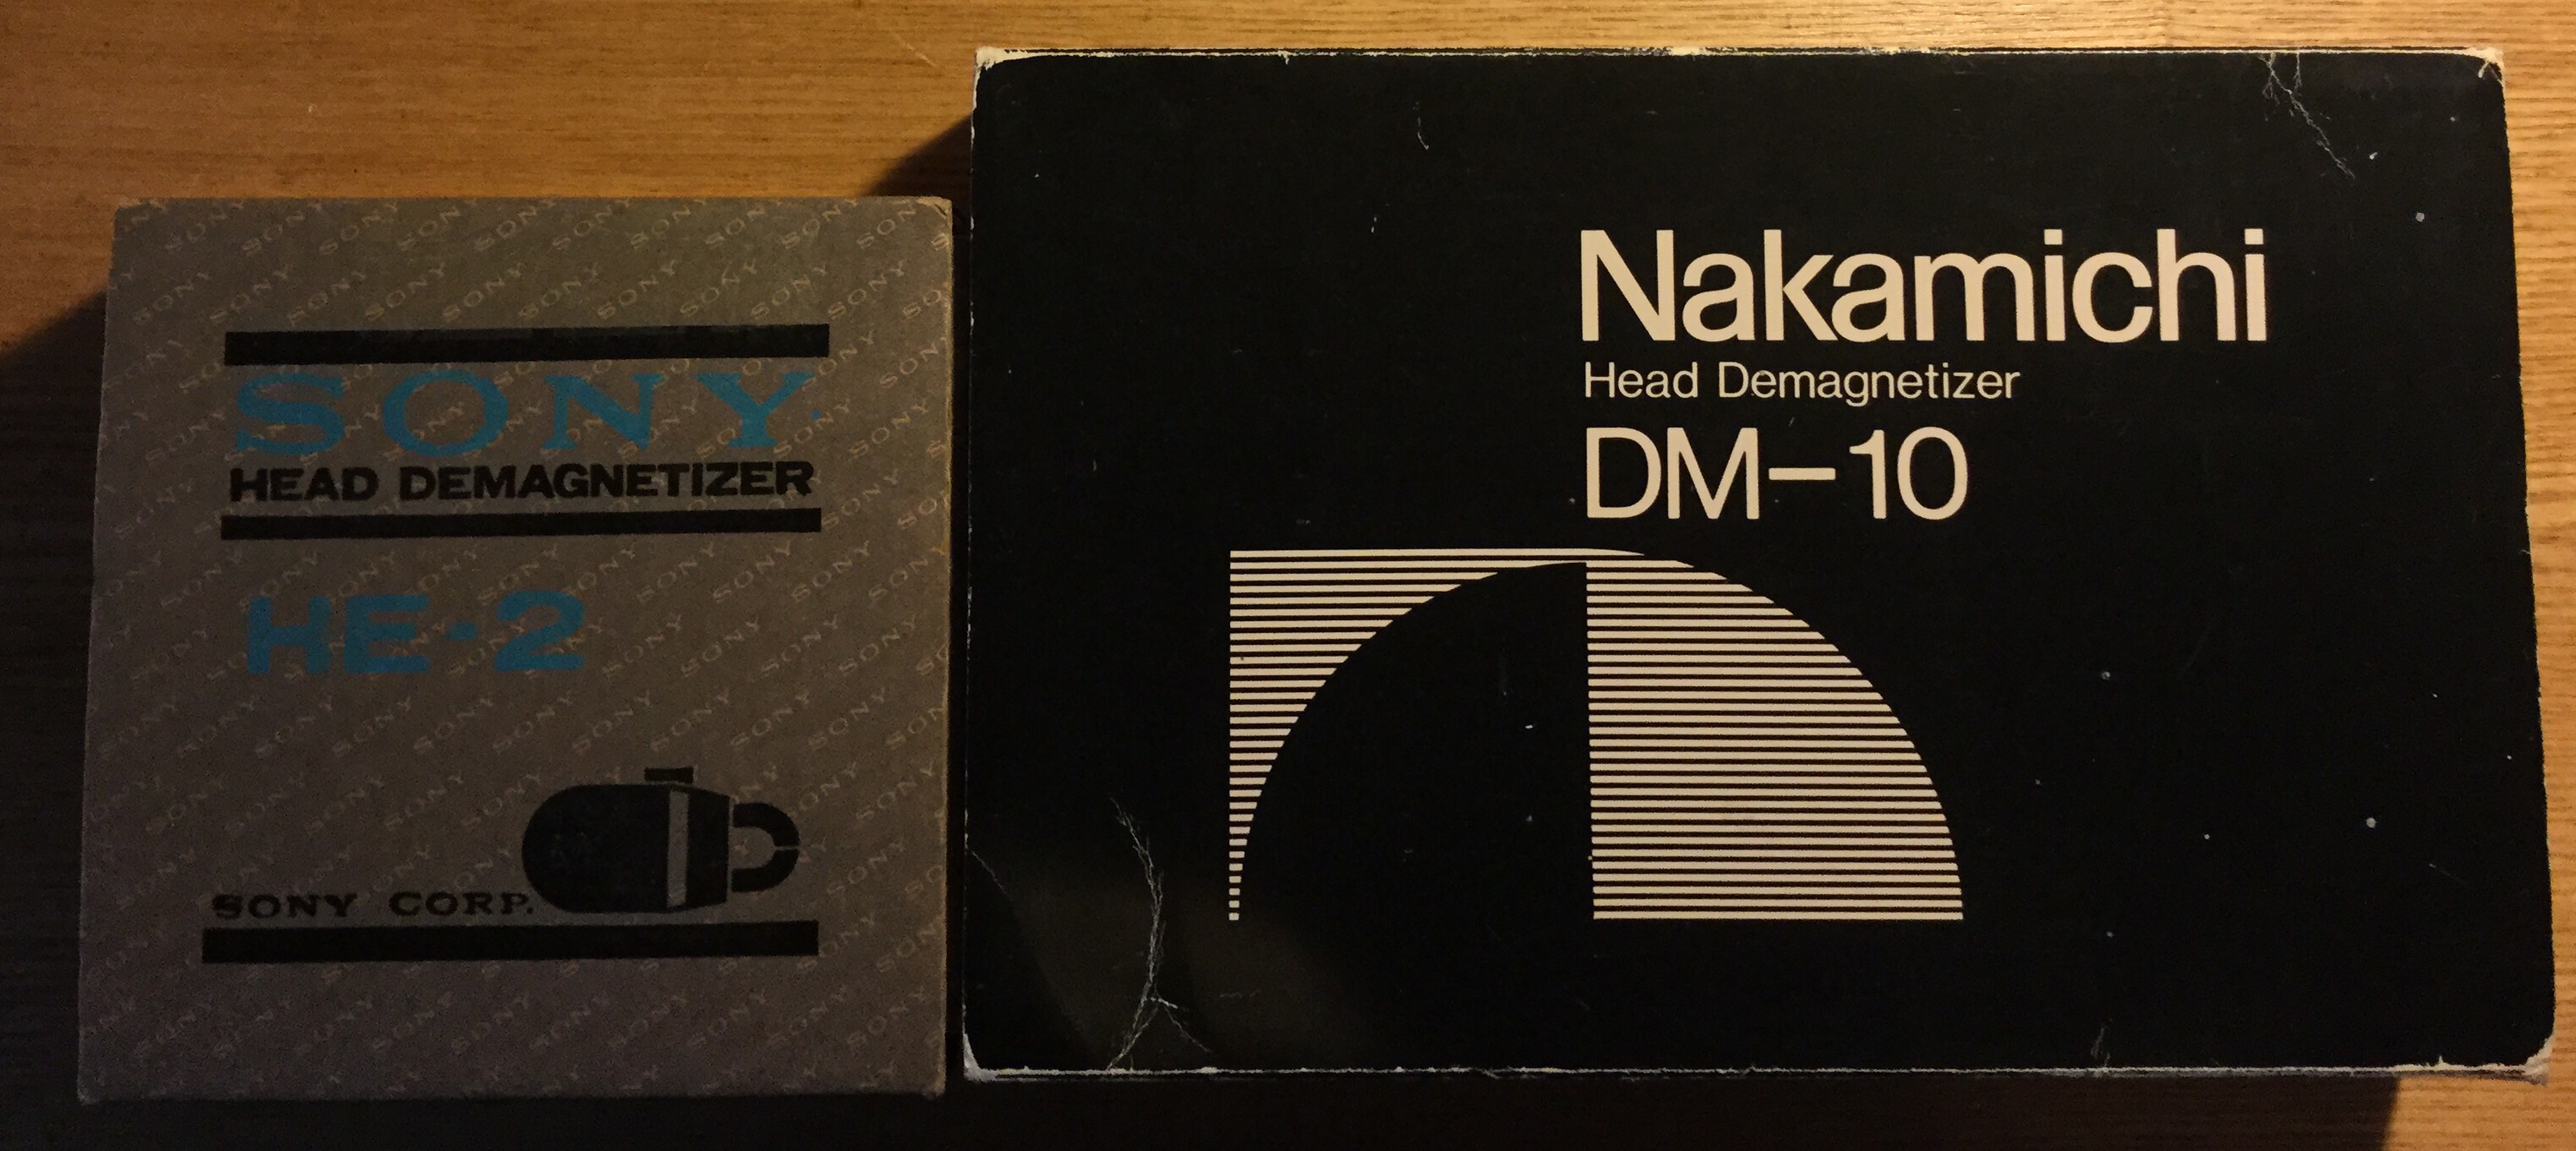 SONY
HEAD DEMAGNETIZER
HE-2
SONY CORP.
Nakamichi
Head Demagnetizer
DM-10